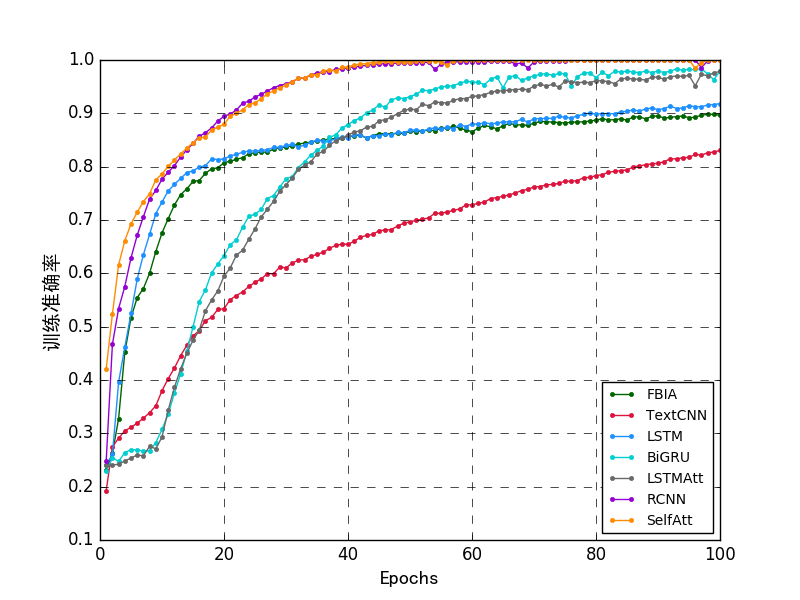 1.0
0.9
0.8
0.7
0.6
0.5
0.4
0.3
0.2
0.1
训练准确率
0 20 40 60 80 100
Epochs
FBIA
TextCNN
LSTM
BiGRU
LSTMAtt
RCNN
SelfAtt